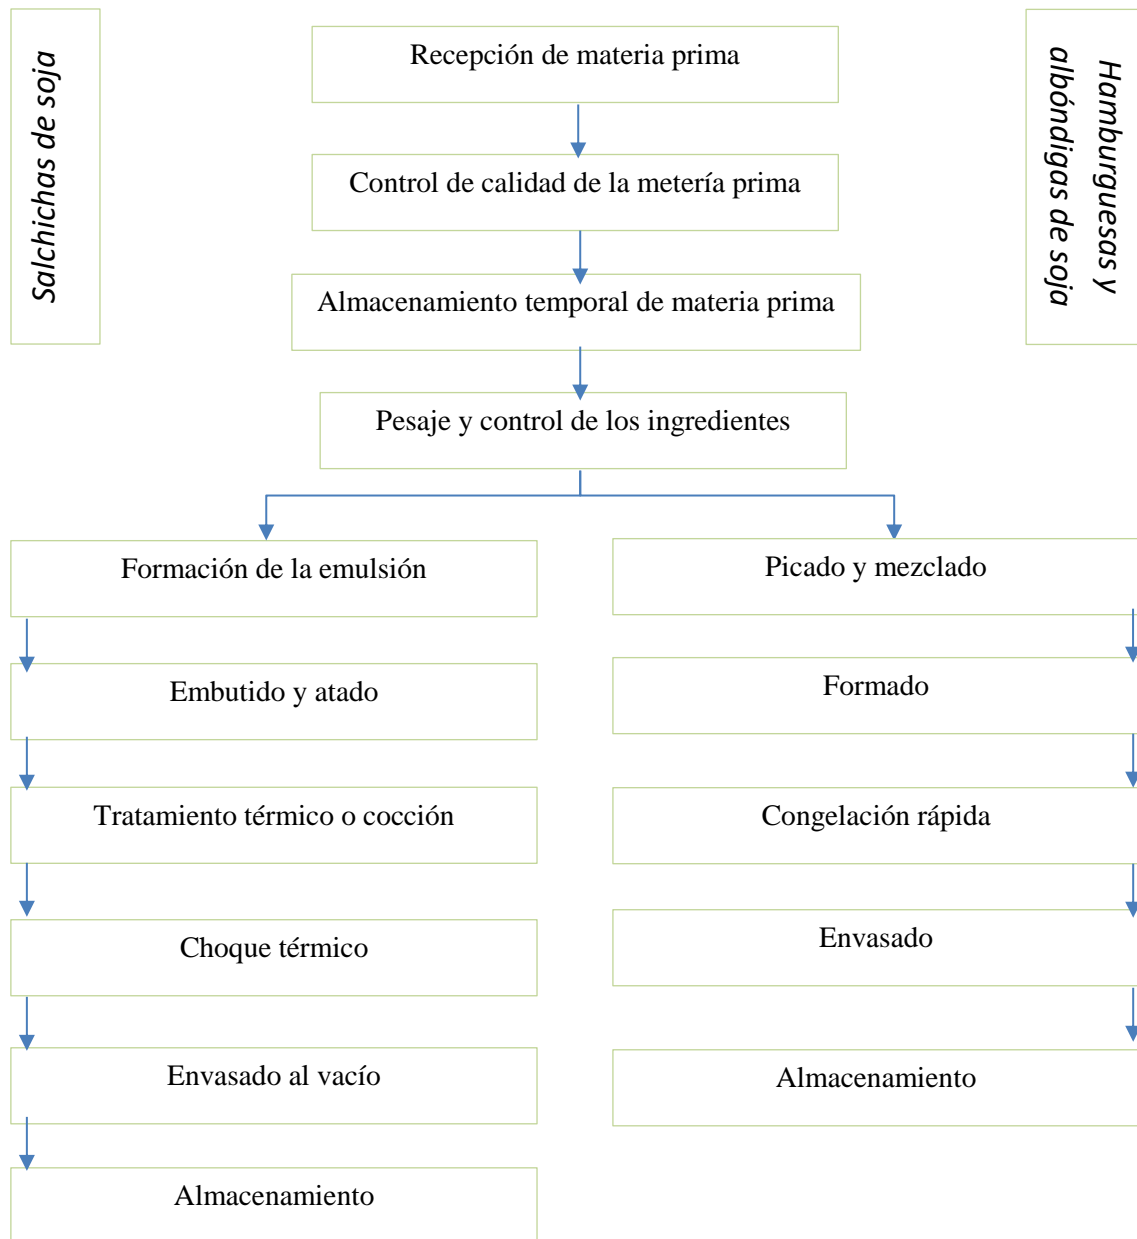 Salchichas de soja
Hamburguesas y
albóndigas de soja
Recepción de materia prima
Control de calidad de la metería prima
Almacenamiento temporal de materia prima
Pesaje y control de los ingredientes
Formación de la emulsión
Embutido y atado
Tratamiento térmico o cocción
Choque térmico
Envasado al vacío
Almacenamiento
Picado y mezclado
Formado
Congelación rápida
Envasado
Almacenamiento